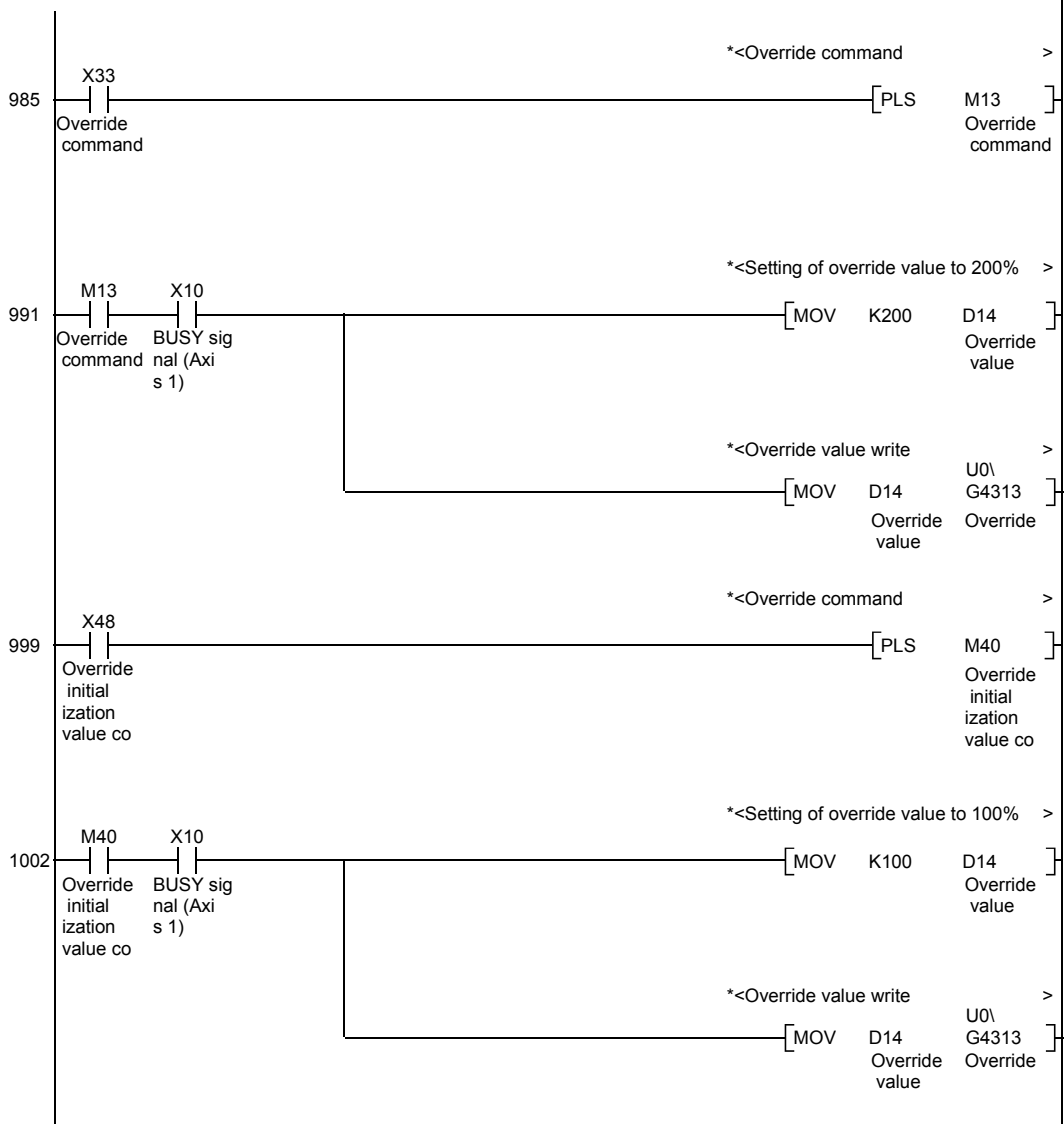 *<Override command >
X33
985 PLS M13
Override command
Override command
*<Setting of override value to 200% >
M13 X10
991 MOV K200 D14
Override command
BUSY sig
nal (Axi
s 1)
Override
value
*<Override value write >
U0\
MOV D14 G4313
Override
value
Override
*<Override command >
X48
999 PLS M40
Override
initial
ization
value co
Override
initial
ization
value co
*<Setting of override value to 100% >
M40 X10
1002 MOV K100 D14
Override
initial
ization
value co
BUSY sig
nal (Axi
s 1)
Override
value
*<Override value write >
U0\
MOV D14 G4313
Override
value
Override